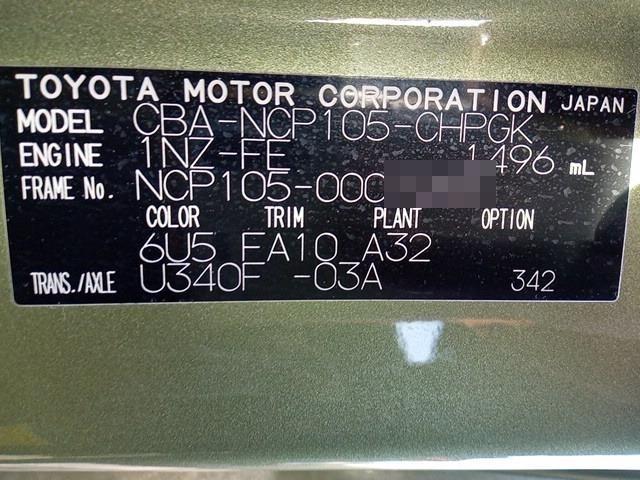 TOYOTA MOTOR CORPORATION JAPAN
MODEL CBA-NCP105-CHPGK
ENGINE 1NZ-FE 1496 mL
FRAME No. NCP105-000
COLOR TRIM PLANT OPTION
6U5 FA10 A32
TRANS./AXLE U340F -03A 342